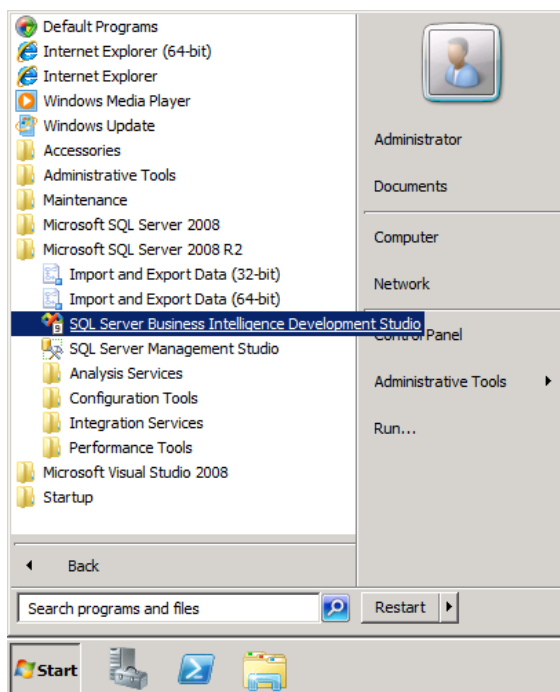 Default Programs
Internet Explorer (64-bit)
Internet Explorer
Windows Media Player
Windows Update
Accessories
Administrative Tools
Maintenance
Microsoft SQL Server 2008
Microsoft SQL Server 2008 R2
Import and Export Data (32-bit)
Import and Export Data (64-bit)
9
SQL Server Business Intelligence Development Studio
SQL Server Management Studio
Analysis Services
Configuration Tools
Integration Services
Performance Tools
Microsoft Visual Studio 2008
Startup
Back
Search programs and files
Administrator
Documents
Computer
Network
Control Panel
Administrative Tools
Run...
Restart
Start